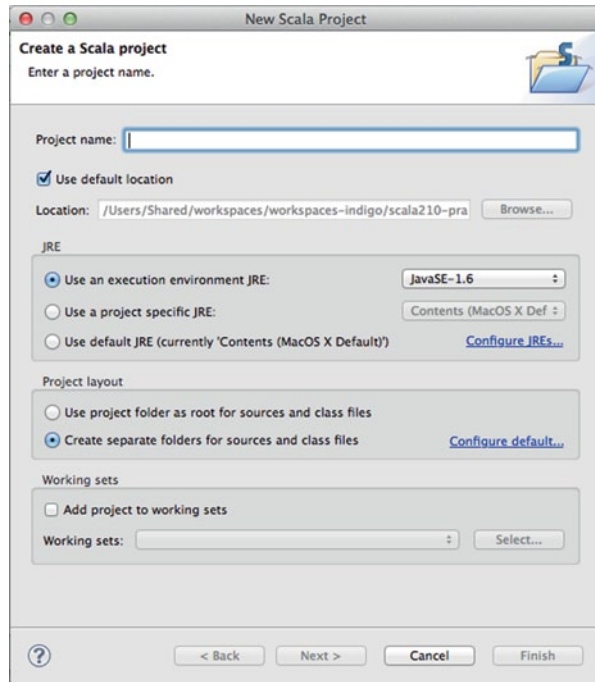 New Scala Project
Create a Scala project
Enter a project name.
Project name:
Use default location
Location: /Users/Shared/workspaces/workspaces-indigo/scala210-pra Browse...
JRE
Use an execution environment JRE: JavaSE-1.6
Use a project specific JRE: Contents (MacOS X Def
Use default JRE (currently 'Contents (MacOS X Default)') Configure JREs...
Project layout
Use project folder as root for sources and class files
Create separate folders for sources and class files Configure default...
Working sets
Add project to working sets
Working sets: Select...
? < Back Next > Cancel Finish